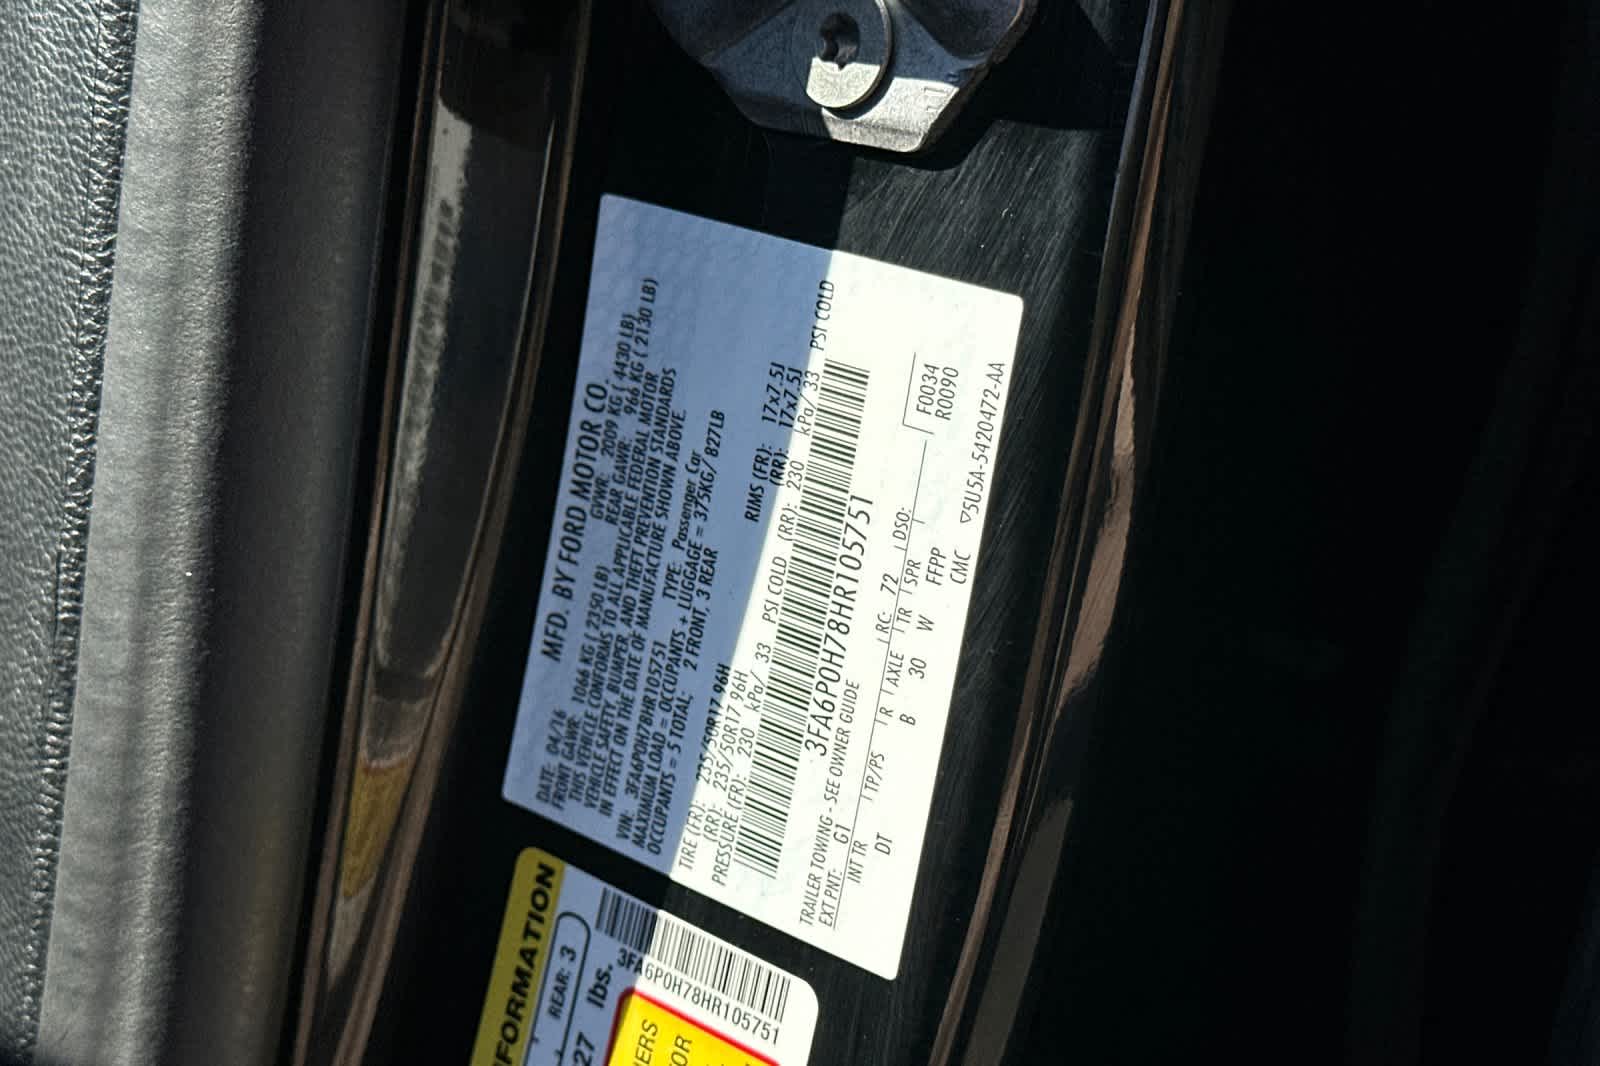 MFD. BY FORD MOTOR CO.
DATE: 04/16 GVWR: 2009 KG ( 4430 LB)
FRONT GAWR: 1066 KG ( 2350 LB) REAR GAWR: 966 KG ( 2130 LB)
THIS VEHICLE CONFORMS TO ALL APPLICABLE FEDERAL MOTOR
VEHICLE SAFETY, BUMPER, AND THEFT PREVENTION STANDARDS
IN EFFECT ON THE DATE OF MANUFACTURE SHOWN ABOVE.
VIN: 3FA6P0H78HR105751 TYPE: Passenger Car
MAXIMUM LOAD = OCCUPANTS + LUGGAGE = 375KG/ 827LB
OCCUPANTS = 5 TOTAL; 2 FRONT, 3 REAR
TIRE (FR): 235/50R17 96H RIMS (FR): 17x7.5J
(RR): 235/50R17 96H (RR): 17x7.5J
PRESSURE (FR): 230 kPa/ 33 PSI COLD (RR): 230 kPa/ 33 PSI COLD
3FA6P0H78HR105751
TRAILER TOWING - SEE OWNER GUIDE
EXT PNT: G1 RC: 72 DSO: F0034
R0090
INT TR TP/PS R AXLE TR SPR
DT B 30 W FFPP
CMC ▽5U5A-5420472-AA
FORMATION
REAR: 3
27 lbs.
3FA6P0H78HR105751
HERS
OR